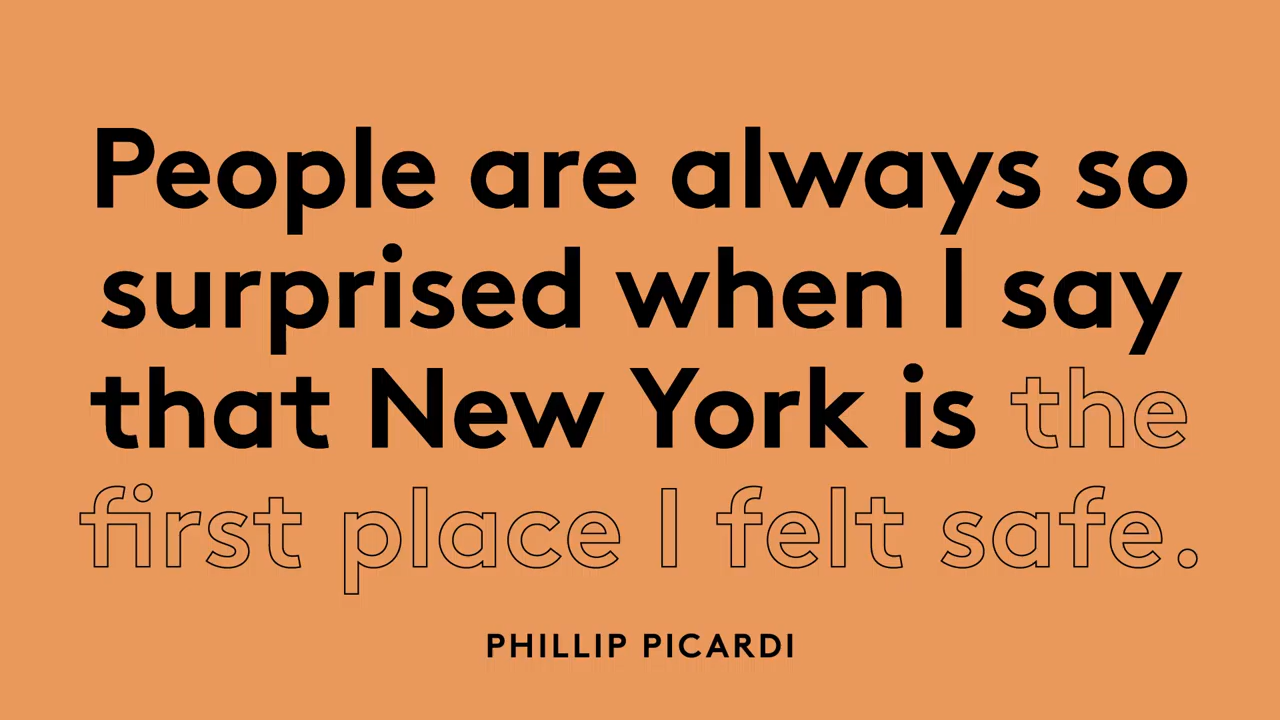 People are always so
surprised when I say
that New York is the
first place I felt safe.
PHILLIP PICARDI